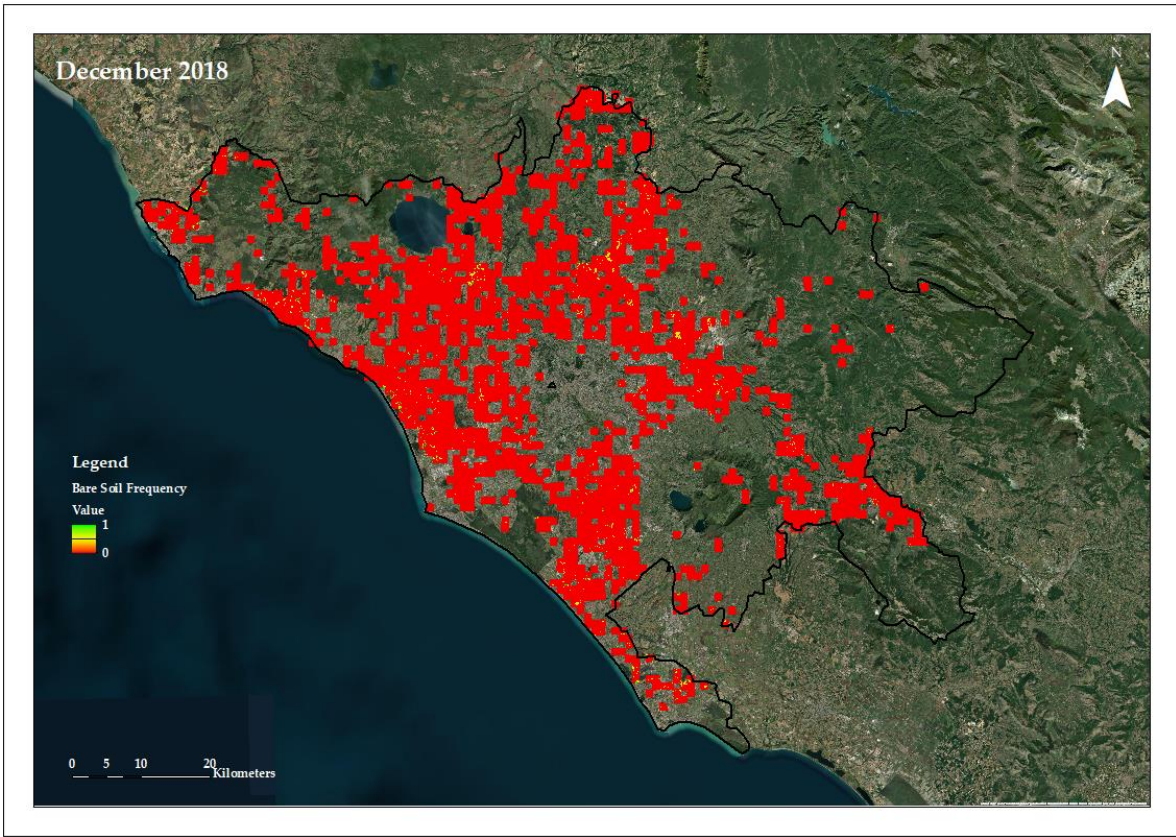 December 2018
N
Legend
Bare Soil Frequency
Value
1
0
0 5 10 20
Kilometers